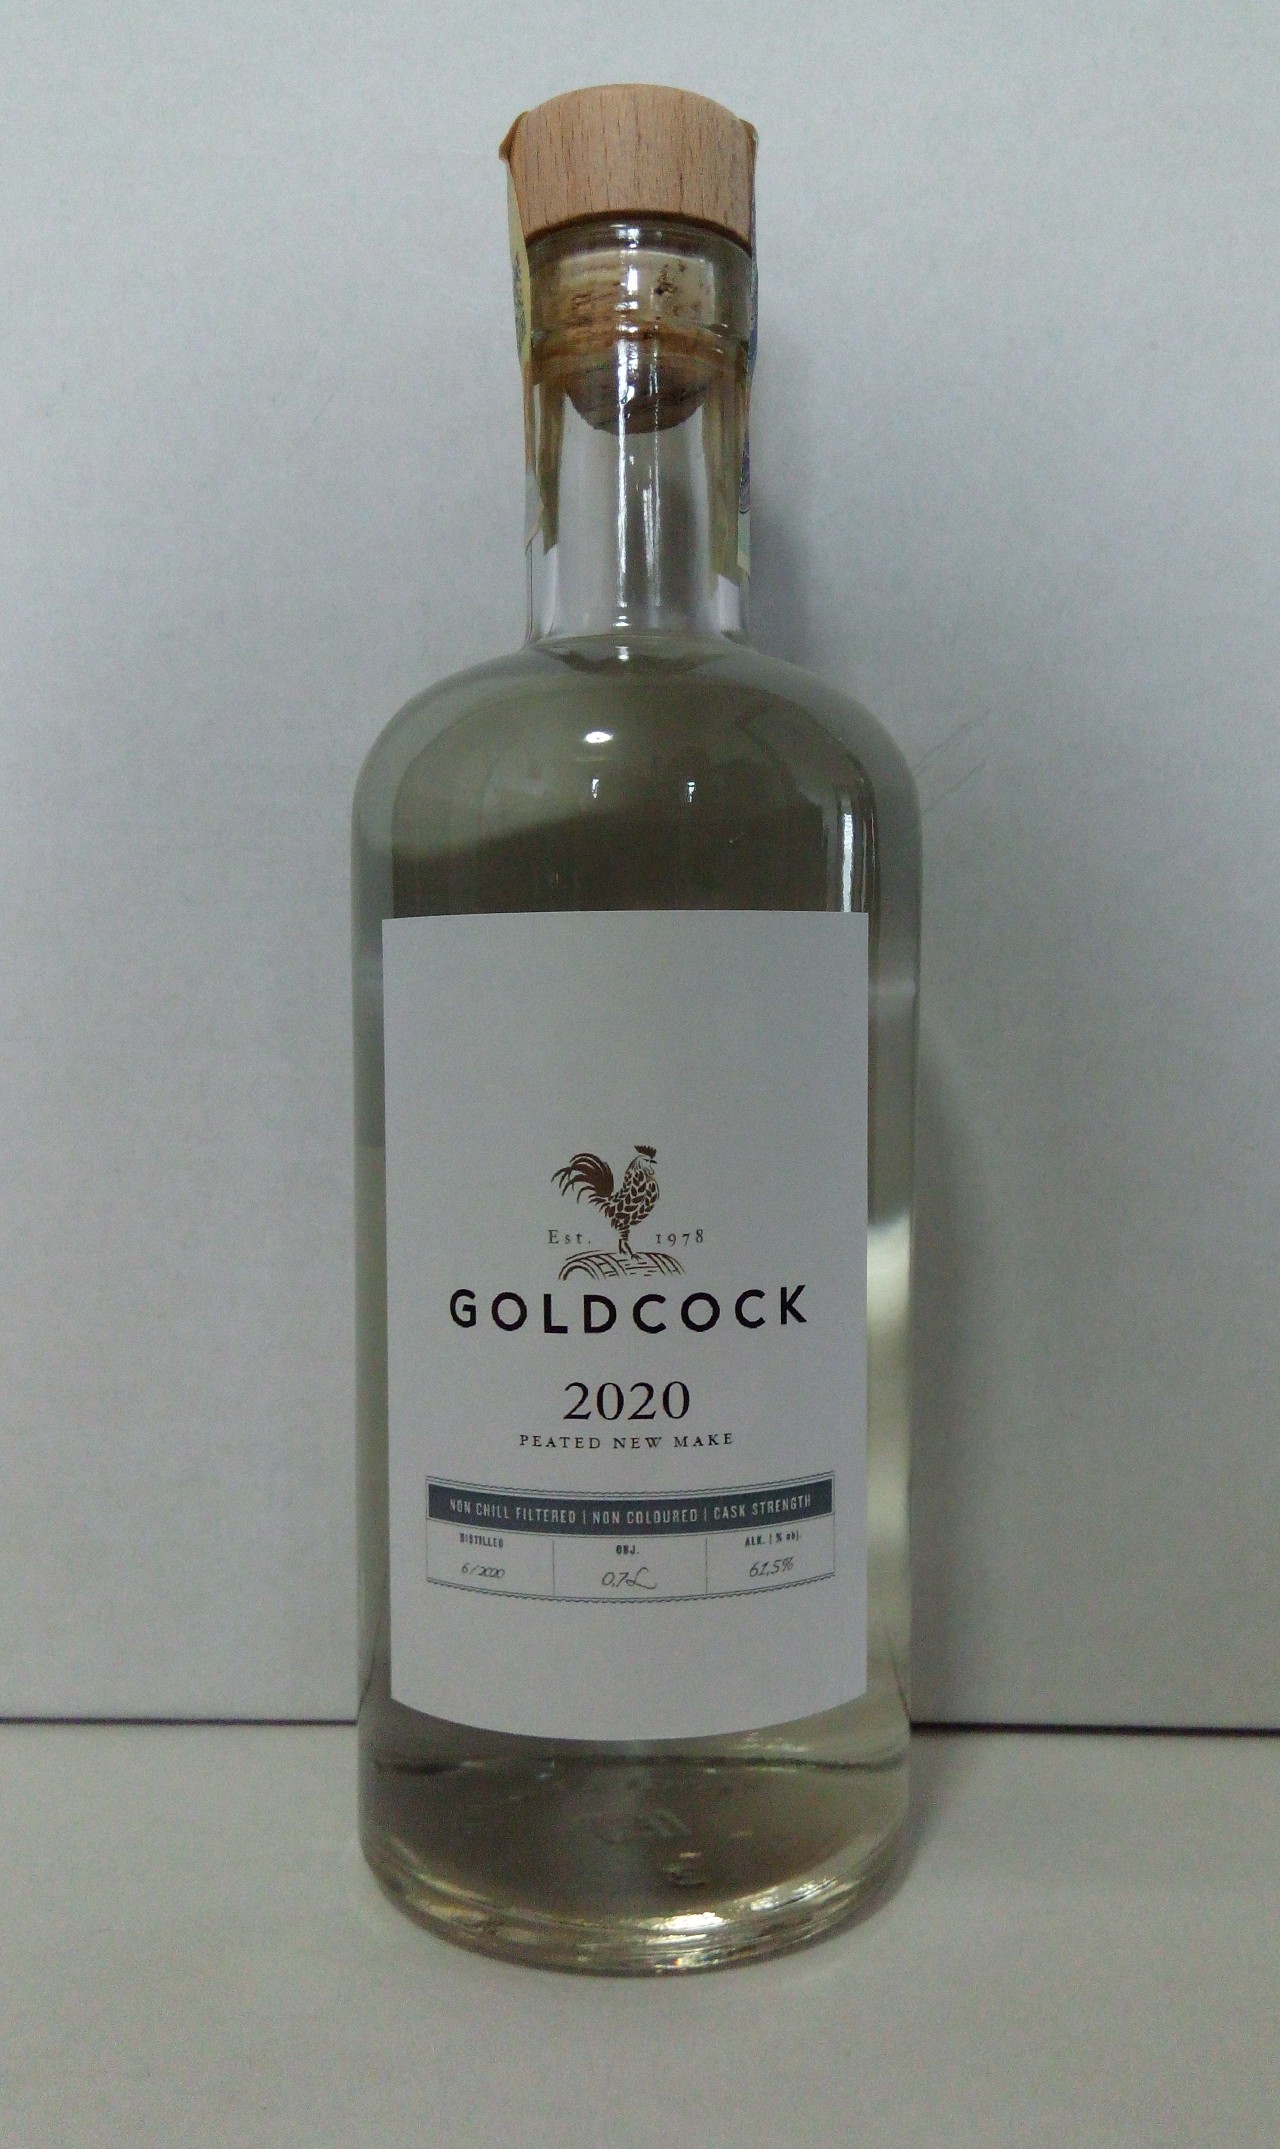 Est. 1978
GOLDCOCK
2020
PEATED NEW MAKE
NON CHILL FILTERED | NON COLOURED | CASK STRENGTH
DISTILLED OBJ. ALK. | % obj.
6/2020 0,7L 61,5%